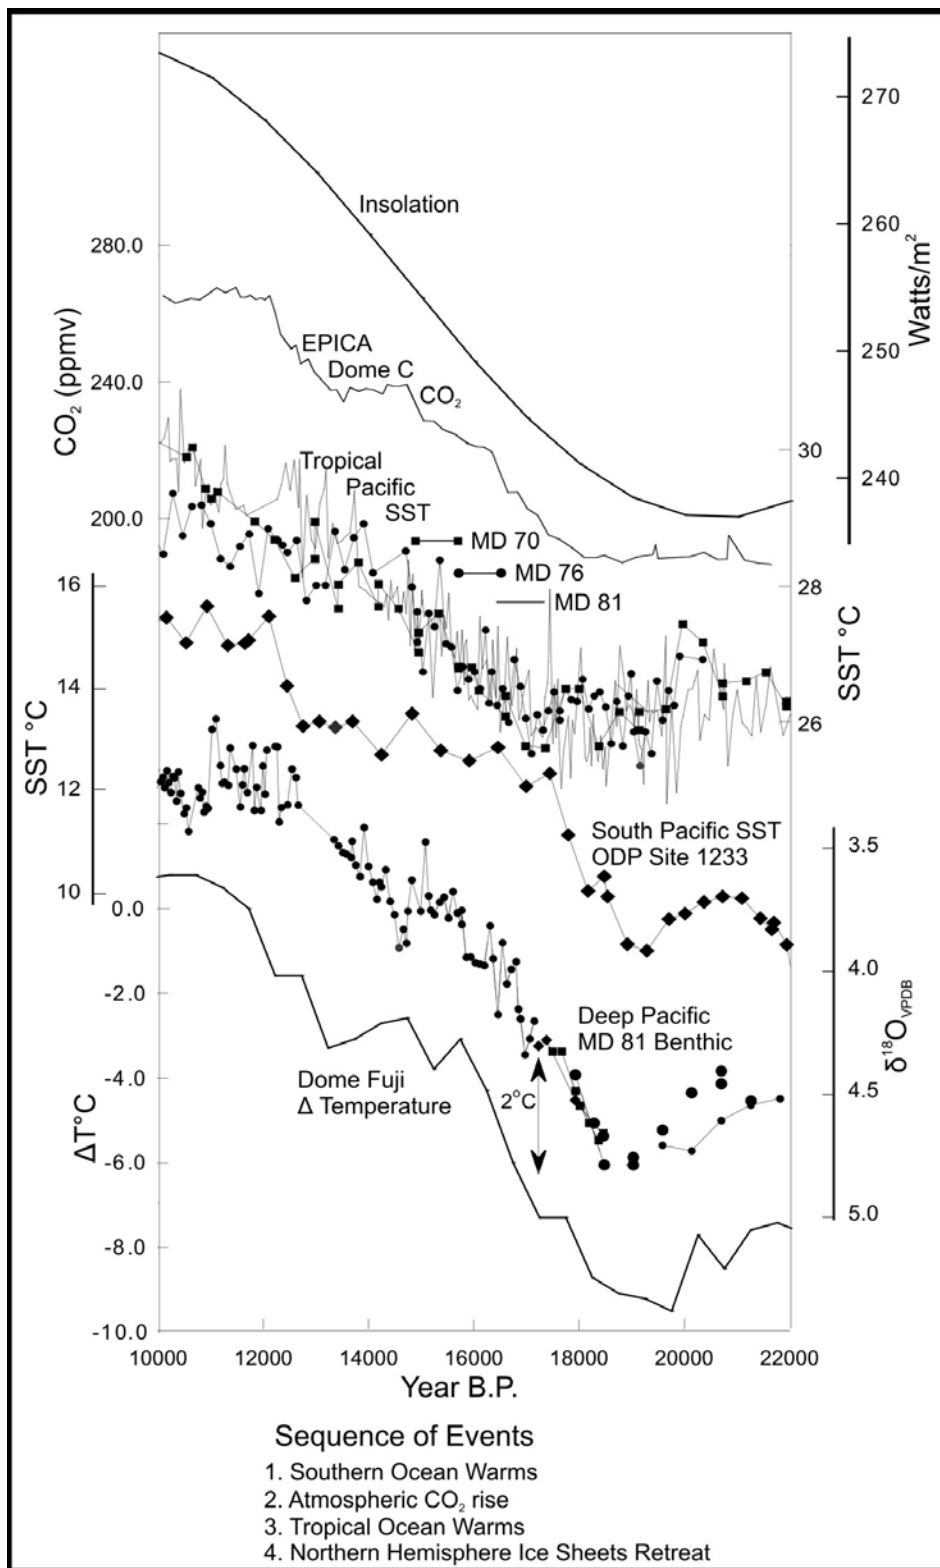 270
Insolation
280.0
260
Watts/m²
EPICA
Dome C
250
CO₂ (ppmv)
240.0
CO₂
Tropical
Pacific
SST
30
240
200.0
MD 70
MD 76
MD 81
16
28
SST °C
14
26
SST °C
12
South Pacific SST
ODP Site 1233
3.5
10
0.0
4.0
-2.0
Deep Pacific
MD 81 Benthic
δ¹⁸O VPDB
Dome Fuji
Δ Temperature
-4.0
2°C
4.5
ΔT°C
-6.0
5.0
-8.0
-10.0
10000 12000 14000 16000 18000 20000 22000
Year B.P.
Sequence of Events
1. Southern Ocean Warms
2. Atmospheric CO₂ rise
3. Tropical Ocean Warms
4. Northern Hemisphere Ice Sheets Retreat